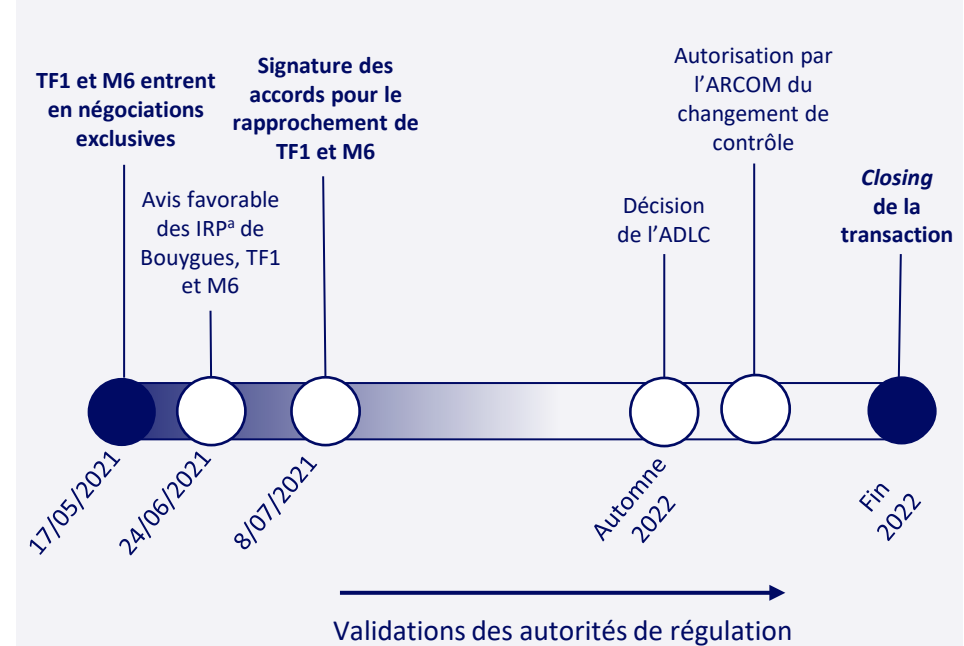 TF1 et M6 entrent
en négociations
exclusives
Avis favorable
des IRPᵃ de
Bouygues, TF1
et M6
Signature des
accords pour le
rapprochement de
TF1 et M6
Décision
de l’ADLC
Autorisation par
l’ARCOM du
changement de
contrôle
Closing
de la
transaction
17/05/2021
24/06/2021
8/07/2021
Automne
2022
Fin
2022
Validations des autorités de régulation